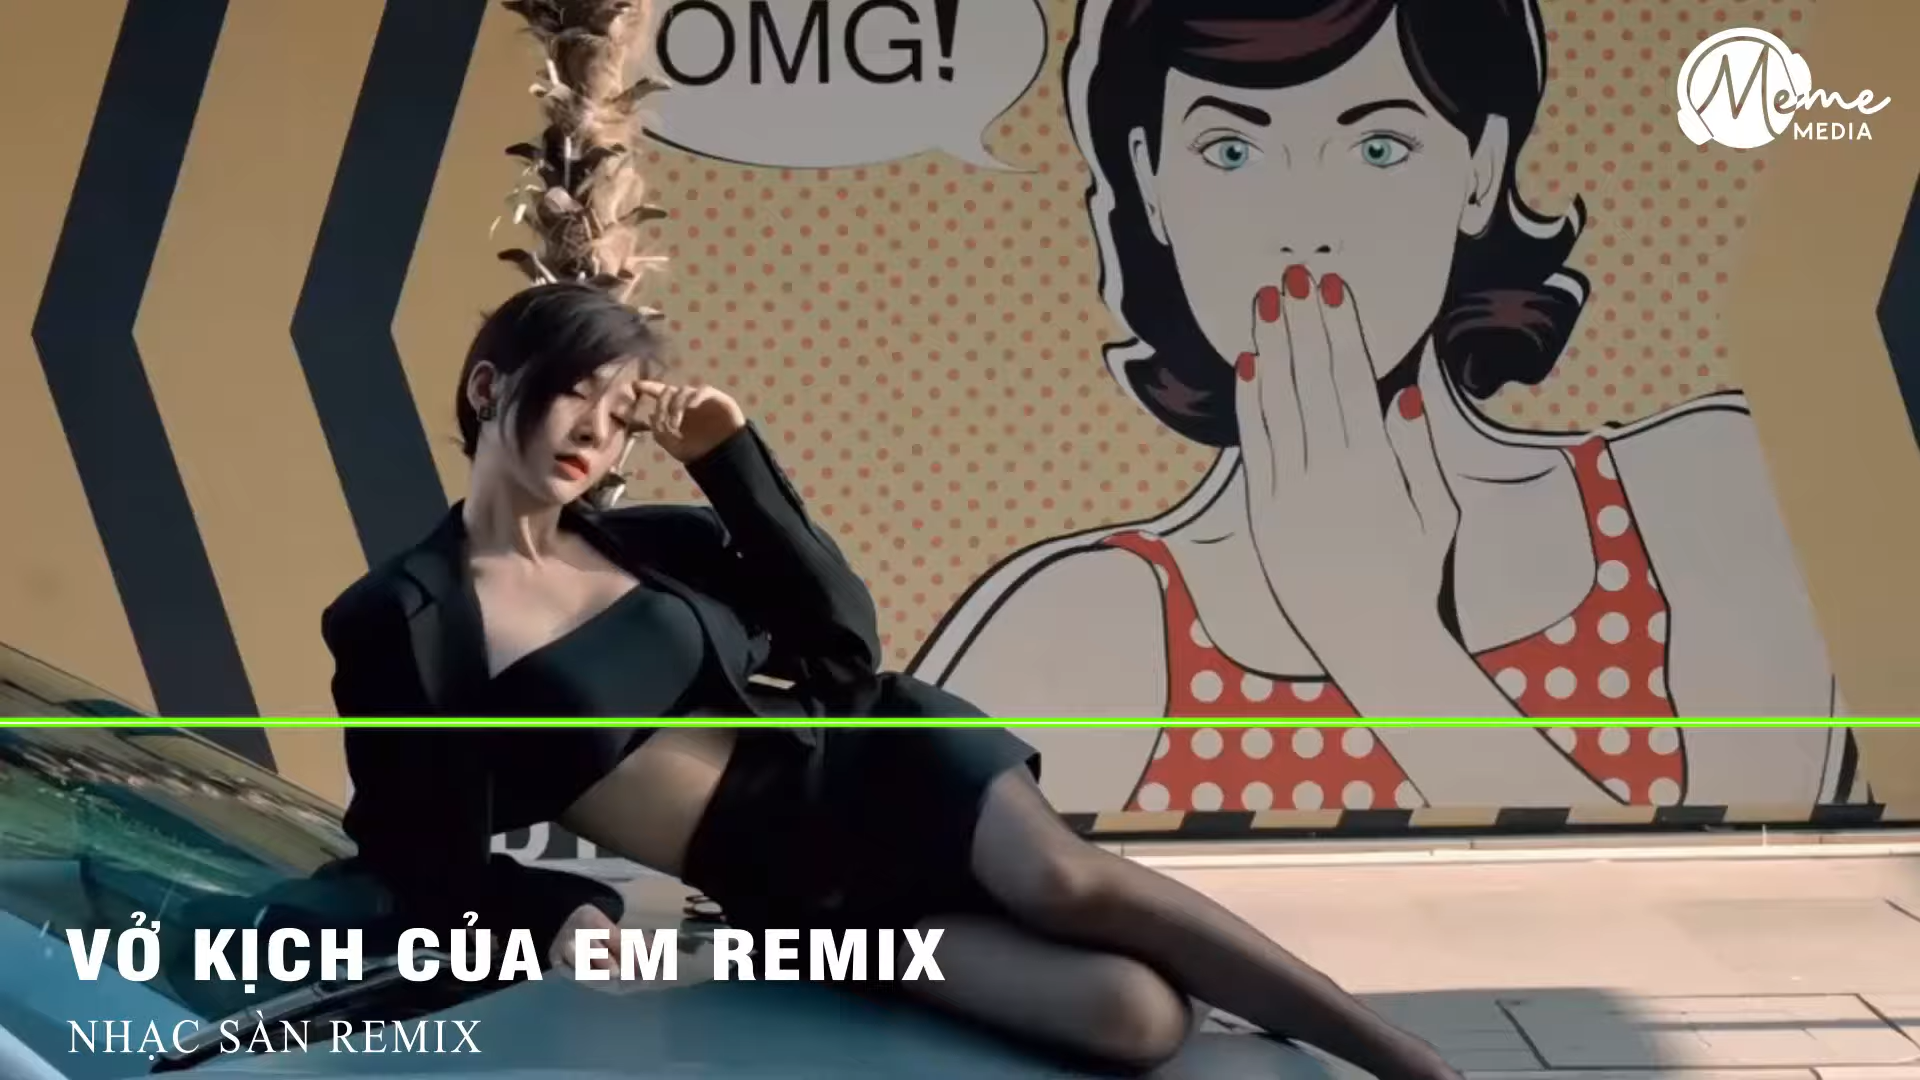 OMG!
Meme
MEDIA
VỞ KỊCH CỦA EM REMIX
NHẠC SÀN REMIX